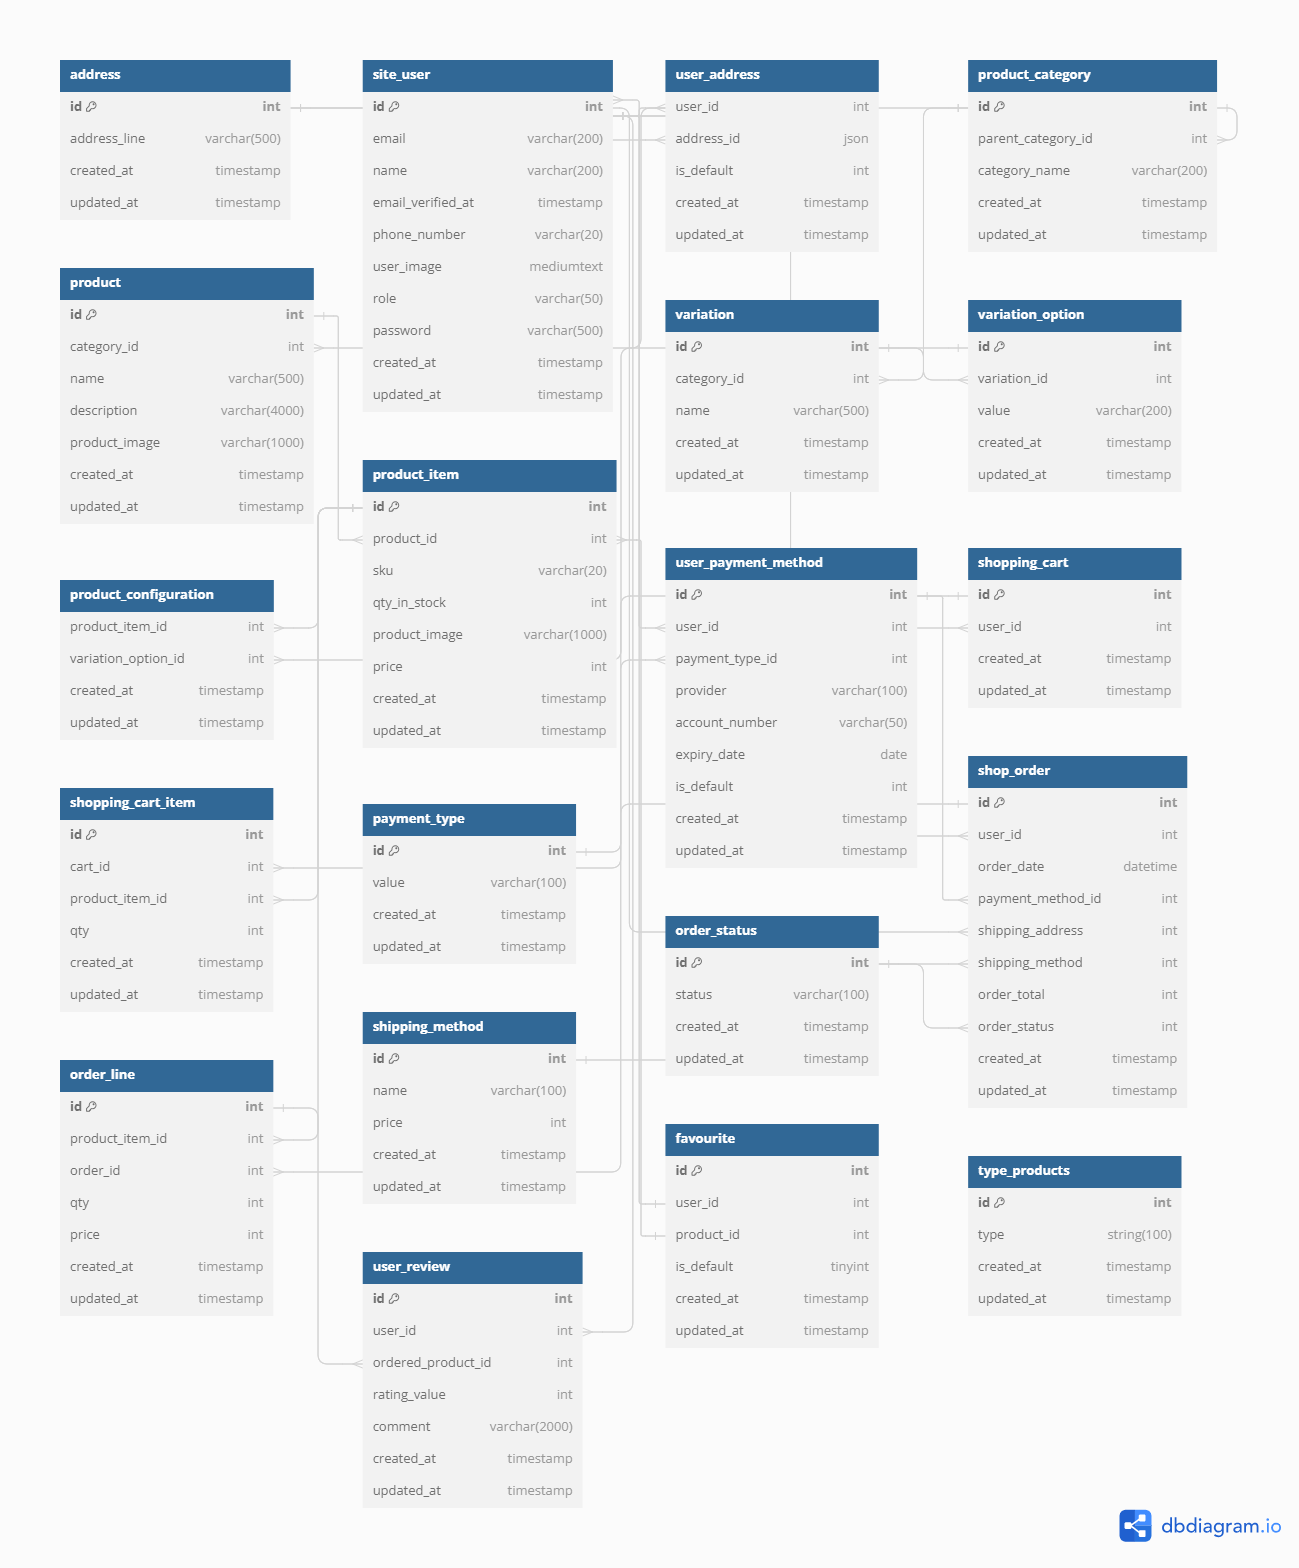 address
id int
address_line varchar(500)
created_at timestamp
updated_at timestamp
site_user
id int
email varchar(200)
name varchar(200)
email_verified_at timestamp
phone_number varchar(20)
user_image mediumtext
role varchar(50)
password varchar(500)
created_at timestamp
updated_at timestamp
user_address
user_id int
address_id json
is_default int
created_at timestamp
updated_at timestamp
product_category
id int
parent_category_id int
category_name varchar(200)
created_at timestamp
updated_at timestamp
product
id int
category_id int
name varchar(500)
description varchar(4000)
product_image varchar(1000)
created_at timestamp
updated_at timestamp
variation
id int
category_id int
name varchar(500)
created_at timestamp
updated_at timestamp
variation_option
id int
variation_id int
value varchar(200)
created_at timestamp
updated_at timestamp
product_item
id int
product_id int
sku varchar(20)
qty_in_stock int
product_image varchar(1000)
price int
created_at timestamp
updated_at timestamp
product_configuration
product_item_id int
variation_option_id int
created_at timestamp
updated_at timestamp
user_payment_method
id int
user_id int
payment_type_id int
provider varchar(100)
account_number varchar(50)
expiry_date date
is_default int
created_at timestamp
updated_at timestamp
shopping_cart
id int
user_id int
created_at timestamp
updated_at timestamp
shopping_cart_item
id int
cart_id int
product_item_id int
qty int
created_at timestamp
updated_at timestamp
payment_type
id int
value varchar(100)
created_at timestamp
updated_at timestamp
shop_order
id int
user_id int
order_date datetime
payment_method_id int
shipping_address int
shipping_method int
order_total int
order_status int
created_at timestamp
updated_at timestamp
order_status
id int
status varchar(100)
created_at timestamp
updated_at timestamp
shipping_method
id int
name varchar(100)
price int
created_at timestamp
updated_at timestamp
order_line
id int
product_item_id int
order_id int
qty int
price int
created_at timestamp
updated_at timestamp
favourite
id int
user_id int
product_id int
is_default tinyint
created_at timestamp
updated_at timestamp
type_products
id int
type string(100)
created_at timestamp
updated_at timestamp
user_review
id int
user_id int
ordered_product_id int
rating_value int
comment varchar(2000)
created_at timestamp
updated_at timestamp
dbdiagram.io